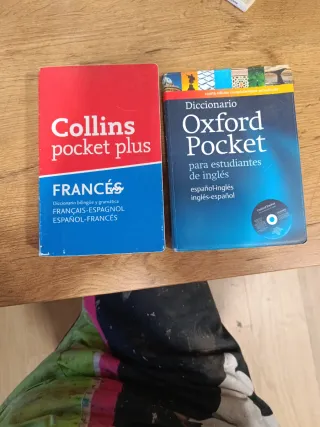 Collins
pocket plus
FRANCÉS
Diccionario bilingüe y gramática
FRANÇAIS-ESPAGNOL
ESPAÑOL-FRANCÉS
Diccionario
Oxford
Pocket
para estudiantes
de inglés
español-inglés
inglés-español